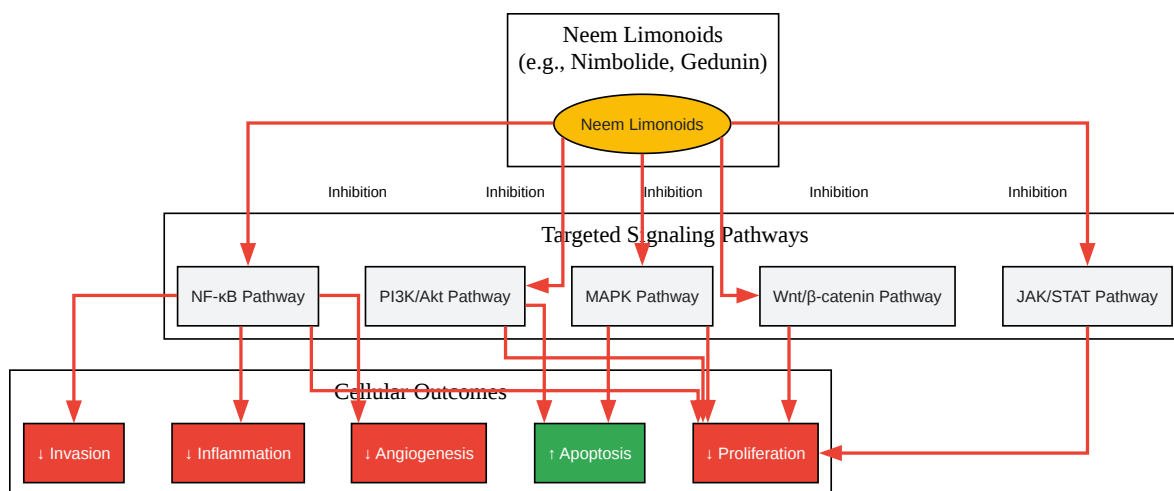 Neem Limonoids
(e.g., Nimbolide, Gedunin)
Neem Limonoids
Inhibition
Inhibition
Inhibition
Inhibition
Inhibition
Targeted Signaling Pathways
NF-κB Pathway
PI3K/Akt Pathway
MAPK Pathway
Wnt/β-catenin Pathway
JAK/STAT Pathway
Cellular Outcomes
↓ Invasion
↓ Inflammation
↓ Angiogenesis
↑ Apoptosis
↓ Proliferation